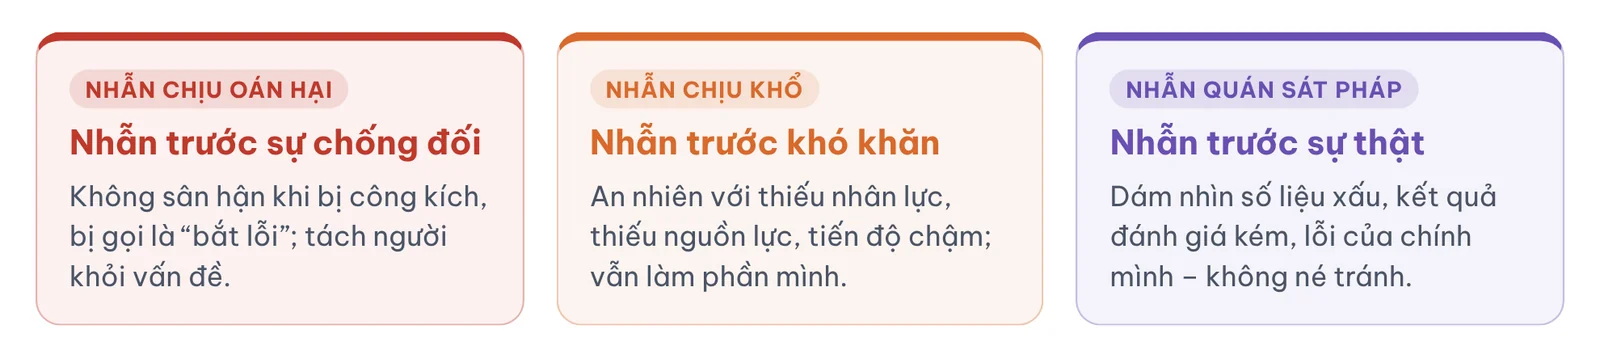 NHẪN CHỊU OÁN HẠI
Nhẫn trước sự chống đối
Không sân hận khi bị công kích,
bị gọi là “bắt lỗi”; tách người
khỏi vấn đề.
NHẪN CHỊU KHỔ
Nhẫn trước khó khăn
An nhiên với thiếu nhân lực,
thiếu nguồn lực, tiến độ chậm;
vẫn làm phần mình.
NHẪN QUÁN SÁT PHÁP
Nhẫn trước sự thật
Dám nhìn số liệu xấu, kết quả
đánh giá kém, lỗi của chính
mình – không né tránh.